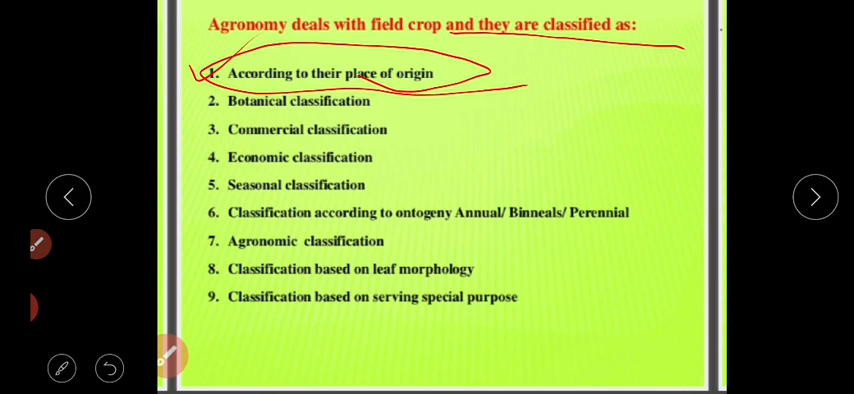 Agronomy deals with field crop and they are classified as:
1. According to their place of origin
2. Botanical classification
3. Commercial classification
4. Economic classification
5. Seasonal classification
6. Classification according to ontogeny Annual/ Binneals/ Perennial
7. Agronomic classification
8. Classification based on leaf morphology
9. Classification based on serving special purpose